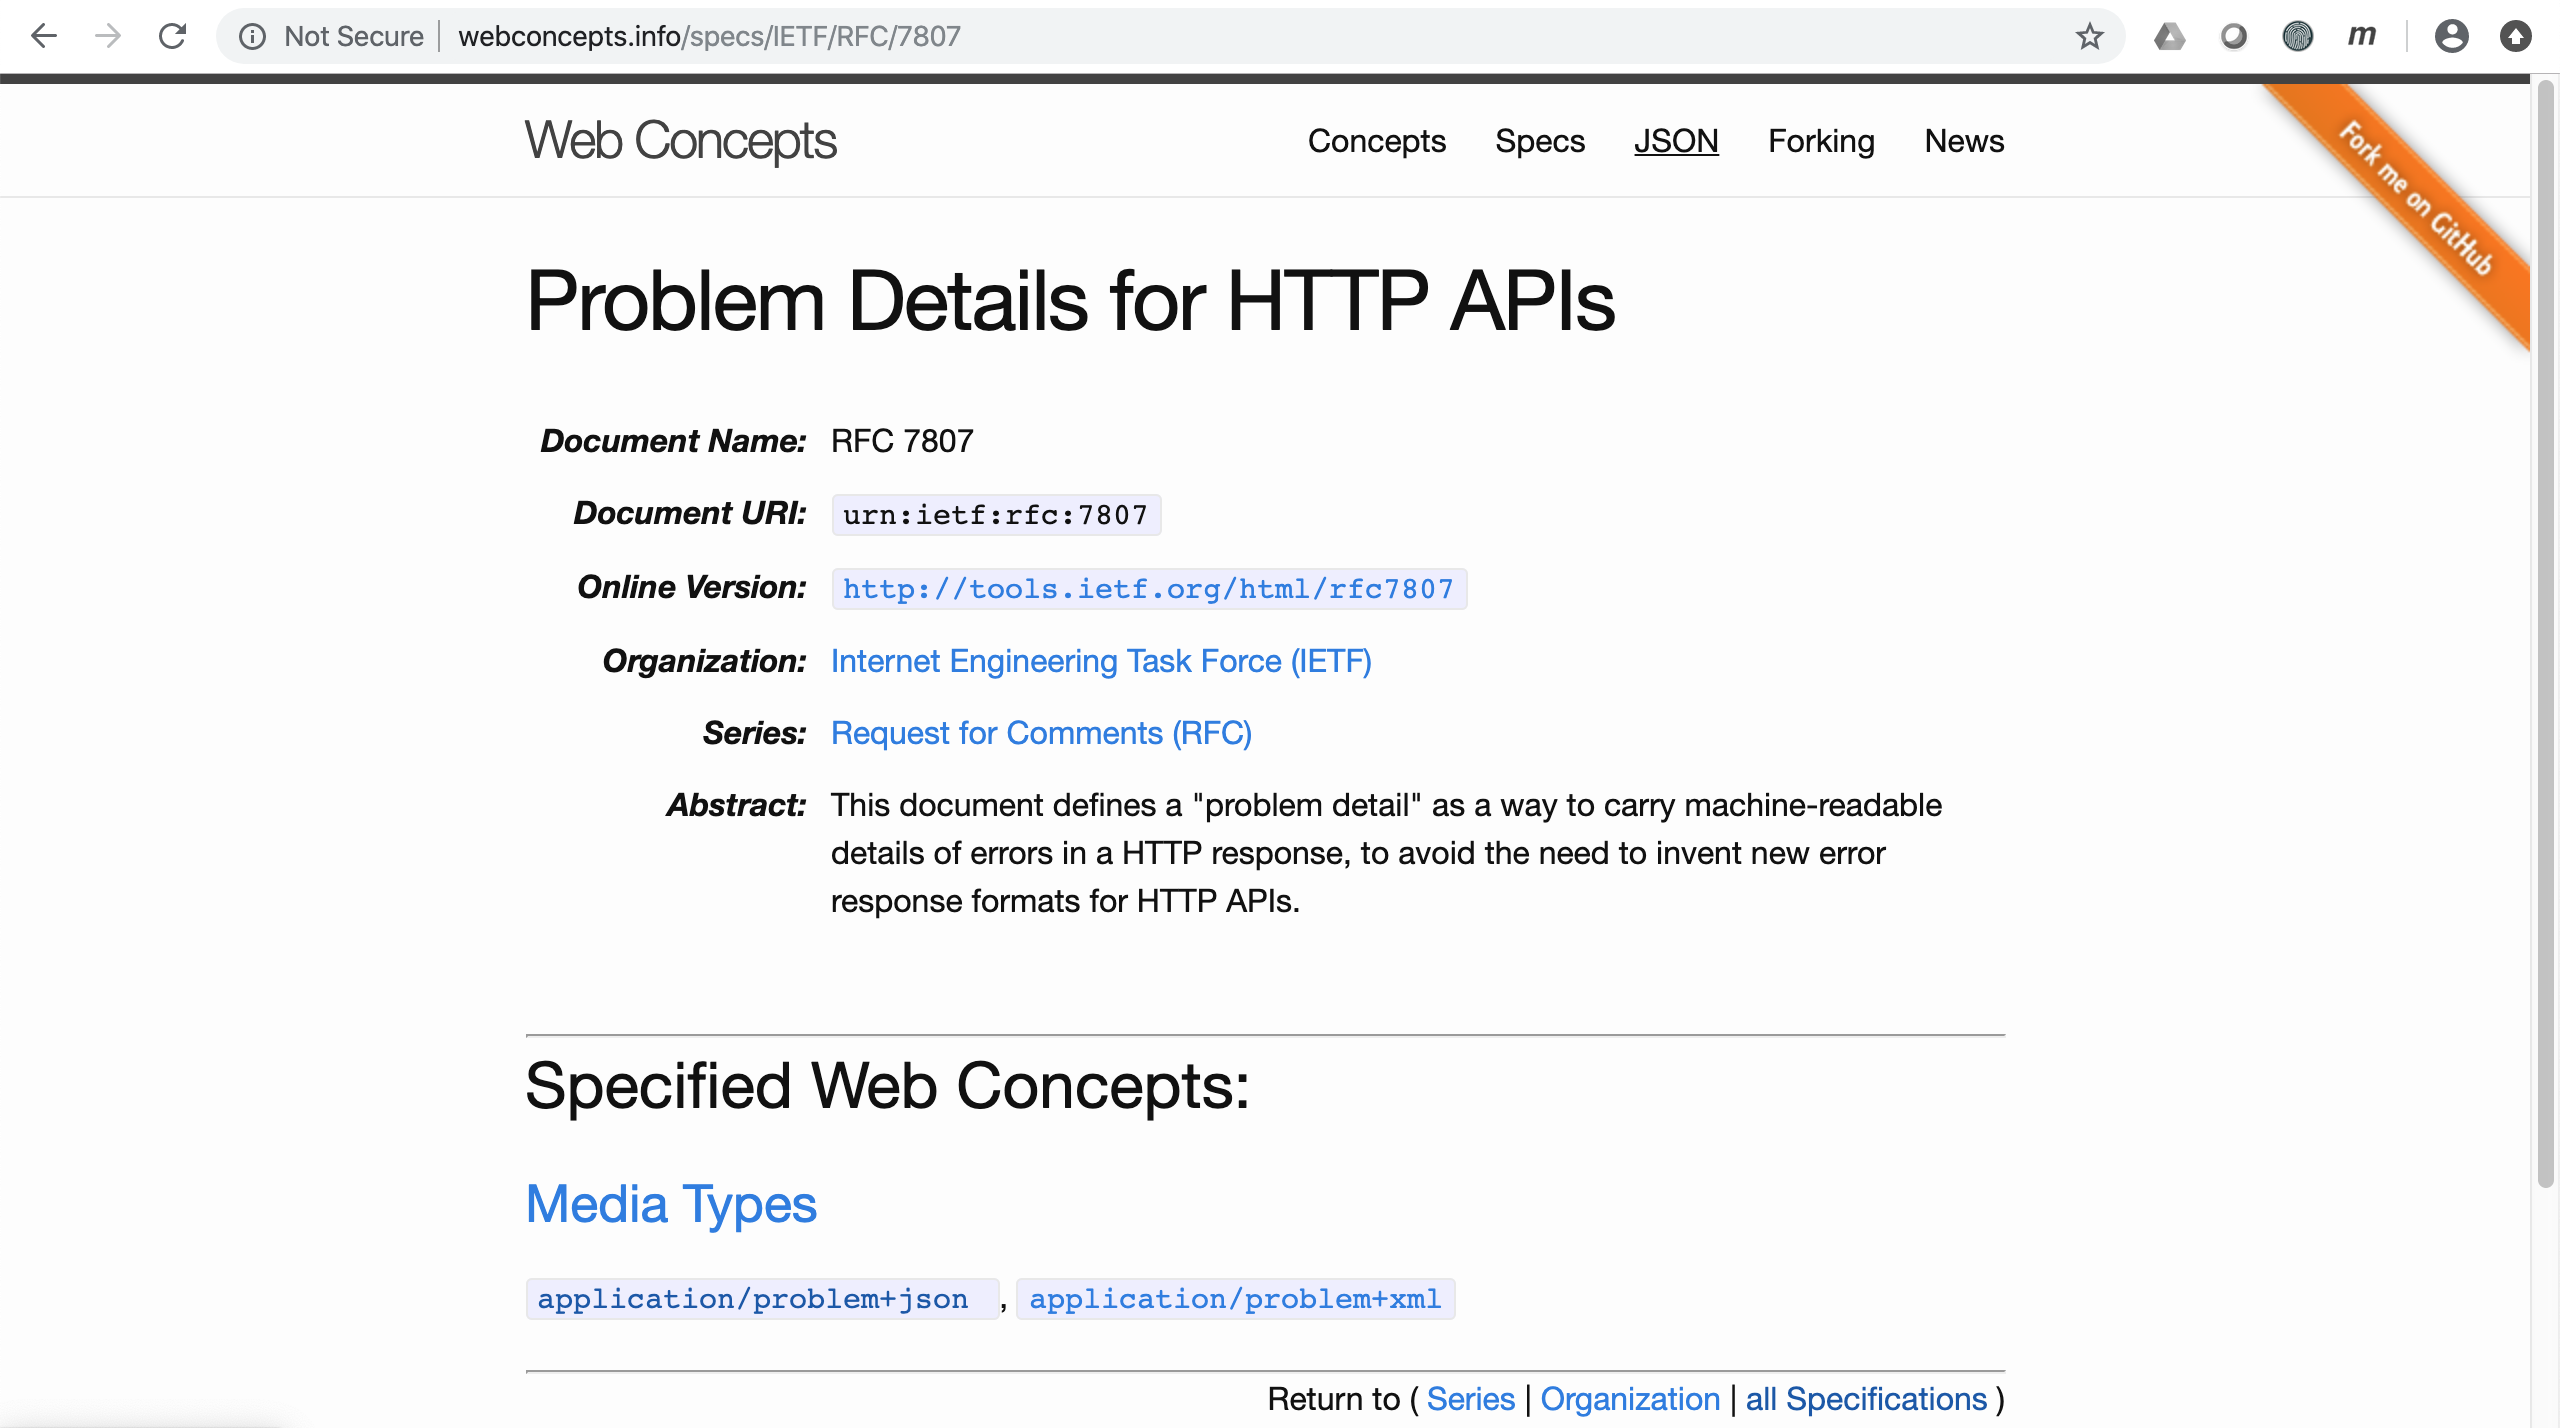 Not Secure | webconcepts.info/specs/IETF/RFC/7807
m
Web Concepts
Concepts Specs JSON Forking News
Fork me on GitHub
Problem Details for HTTP APIs
Document Name: RFC 7807
Document URI: urn:ietf:rfc:7807
Online Version: http://tools.ietf.org/html/rfc7807
Organization: Internet Engineering Task Force (IETF)
Series: Request for Comments (RFC)
Abstract: This document defines a "problem detail" as a way to carry machine-readable
details of errors in a HTTP response, to avoid the need to invent new error
response formats for HTTP APIs.
Specified Web Concepts:
Media Types
application/problem+json , application/problem+xml
Return to ( Series | Organization | all Specifications )